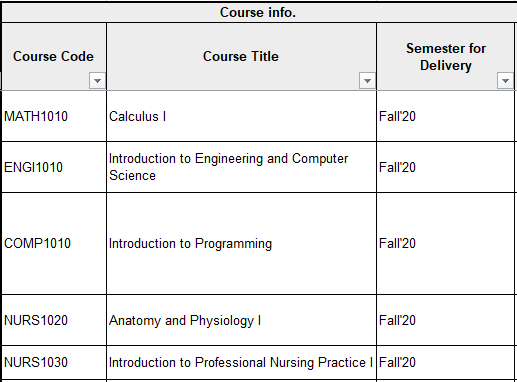 Course info.
Course Code Course Title Semester for
Delivery
MATH1010 Calculus I Fall'20
ENGI1010 Introduction to Engineering and Computer
Science Fall'20
COMP1010 Introduction to Programming Fall'20
NURS1020 Anatomy and Physiology I Fall'20
NURS1030 Introduction to Professional Nursing Practice I Fall'20